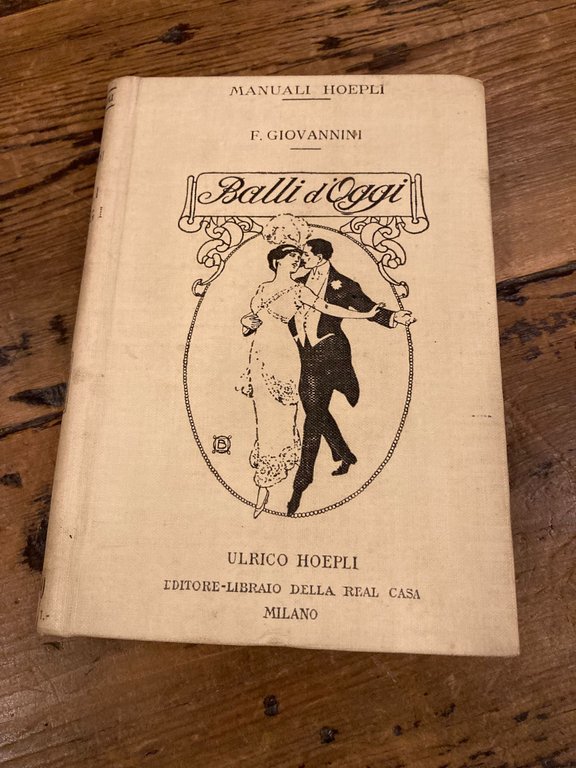 MANUALI HOEPLI
F. GIOVANNINI
Balli d'Oggi
ULRICO HOEPLI
EDITORE-LIBRAIO DELLA REAL CASA
MILANO